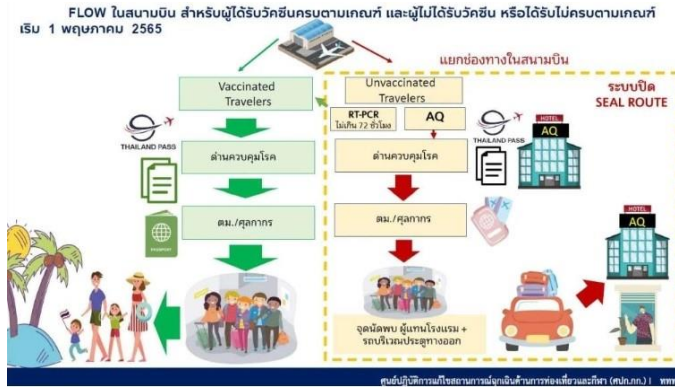 FLOW ในสนามบิน สำหรับผู้ได้รับวัคซีนครบตามเกณฑ์ และผู้ไม่ได้รับวัคซีน หรือได้รับไม่ครบตามเกณฑ์
เริ่ม 1 พฤษภาคม 2565
แยกช่องทางในสนามบิน
Vaccinated
Travelers
Unvaccinated
Travelers
ระบบปิด
SEAL ROUTE
RT-PCR
ไม่เกิน 72 ชั่วโมง
AQ
THAILAND PASS
THAILAND PASS
HOTEL
AQ
ด่านควบคุมโรค
ด่านควบคุมโรค
ตม./ศุลกากร
ตม./ศุลกากร
PASSPORT
HOTEL
AQ
จุดนัดพบ ผู้แทนโรงแรม +
รถบริเวณประตูทางออก
ศูนย์ปฏิบัติการแก้ไขสถานการณ์ฉุกเฉินด้านการท่องเที่ยวและกีฬา (ศปก.กก.) |